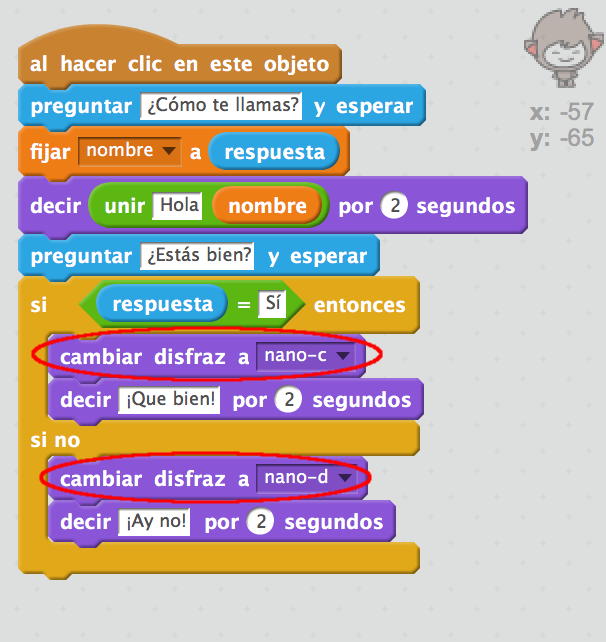 al hacer clic en este objeto
x: -57
y: -65
preguntar ¿Cómo te llamas? y esperar
fijar nombre a respuesta
decir unir Hola nombre por 2 segundos
preguntar ¿Estás bien? y esperar
si respuesta = Sí entonces
cambiar disfraz a nano-c
decir ¡Que bien! por 2 segundos
si no
cambiar disfraz a nano-d
decir ¡Ay no! por 2 segundos